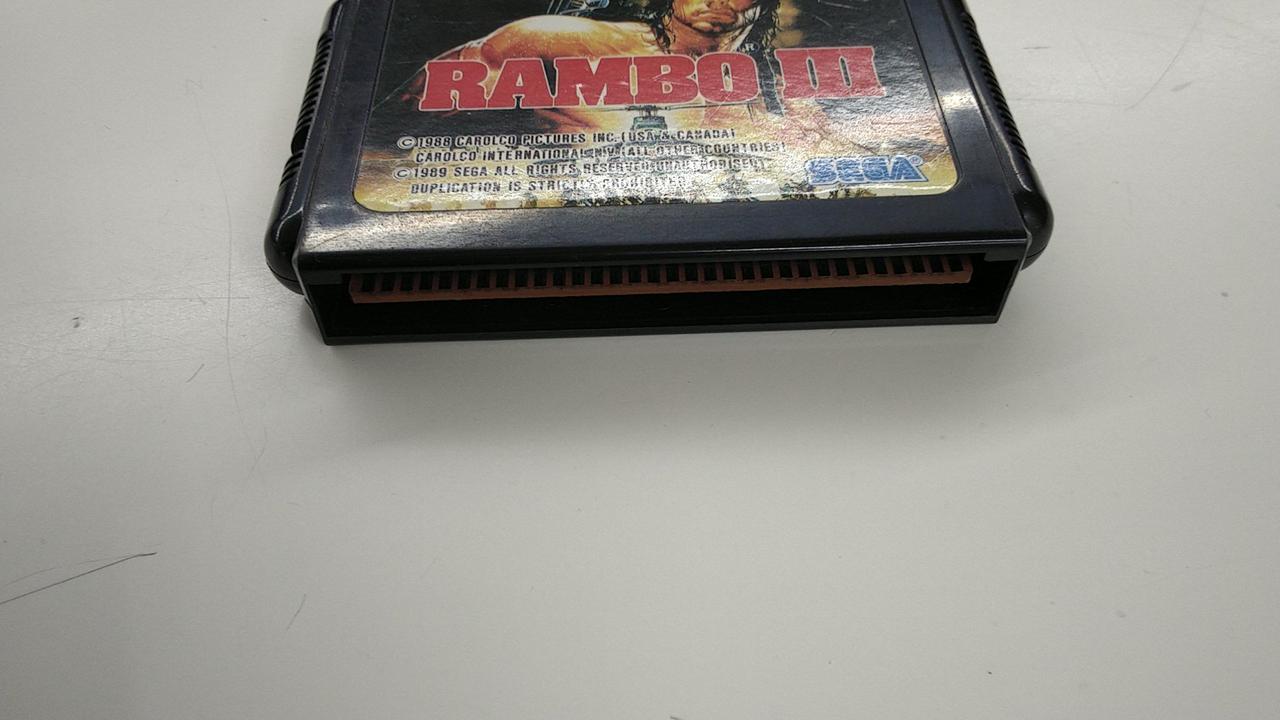 RAMBO III
©1988 CAROLCO PICTURES INC.(USA & CANADA)
CAROLCO INTERNATIONAL N.V.(ALL OTHER COUNTRIES)
©1989 SEGA ALL RIGHTS RESERVED.UNAUTHORISED
DUPLICATION IS STRICTLY PROHIBITED.
SEGA®